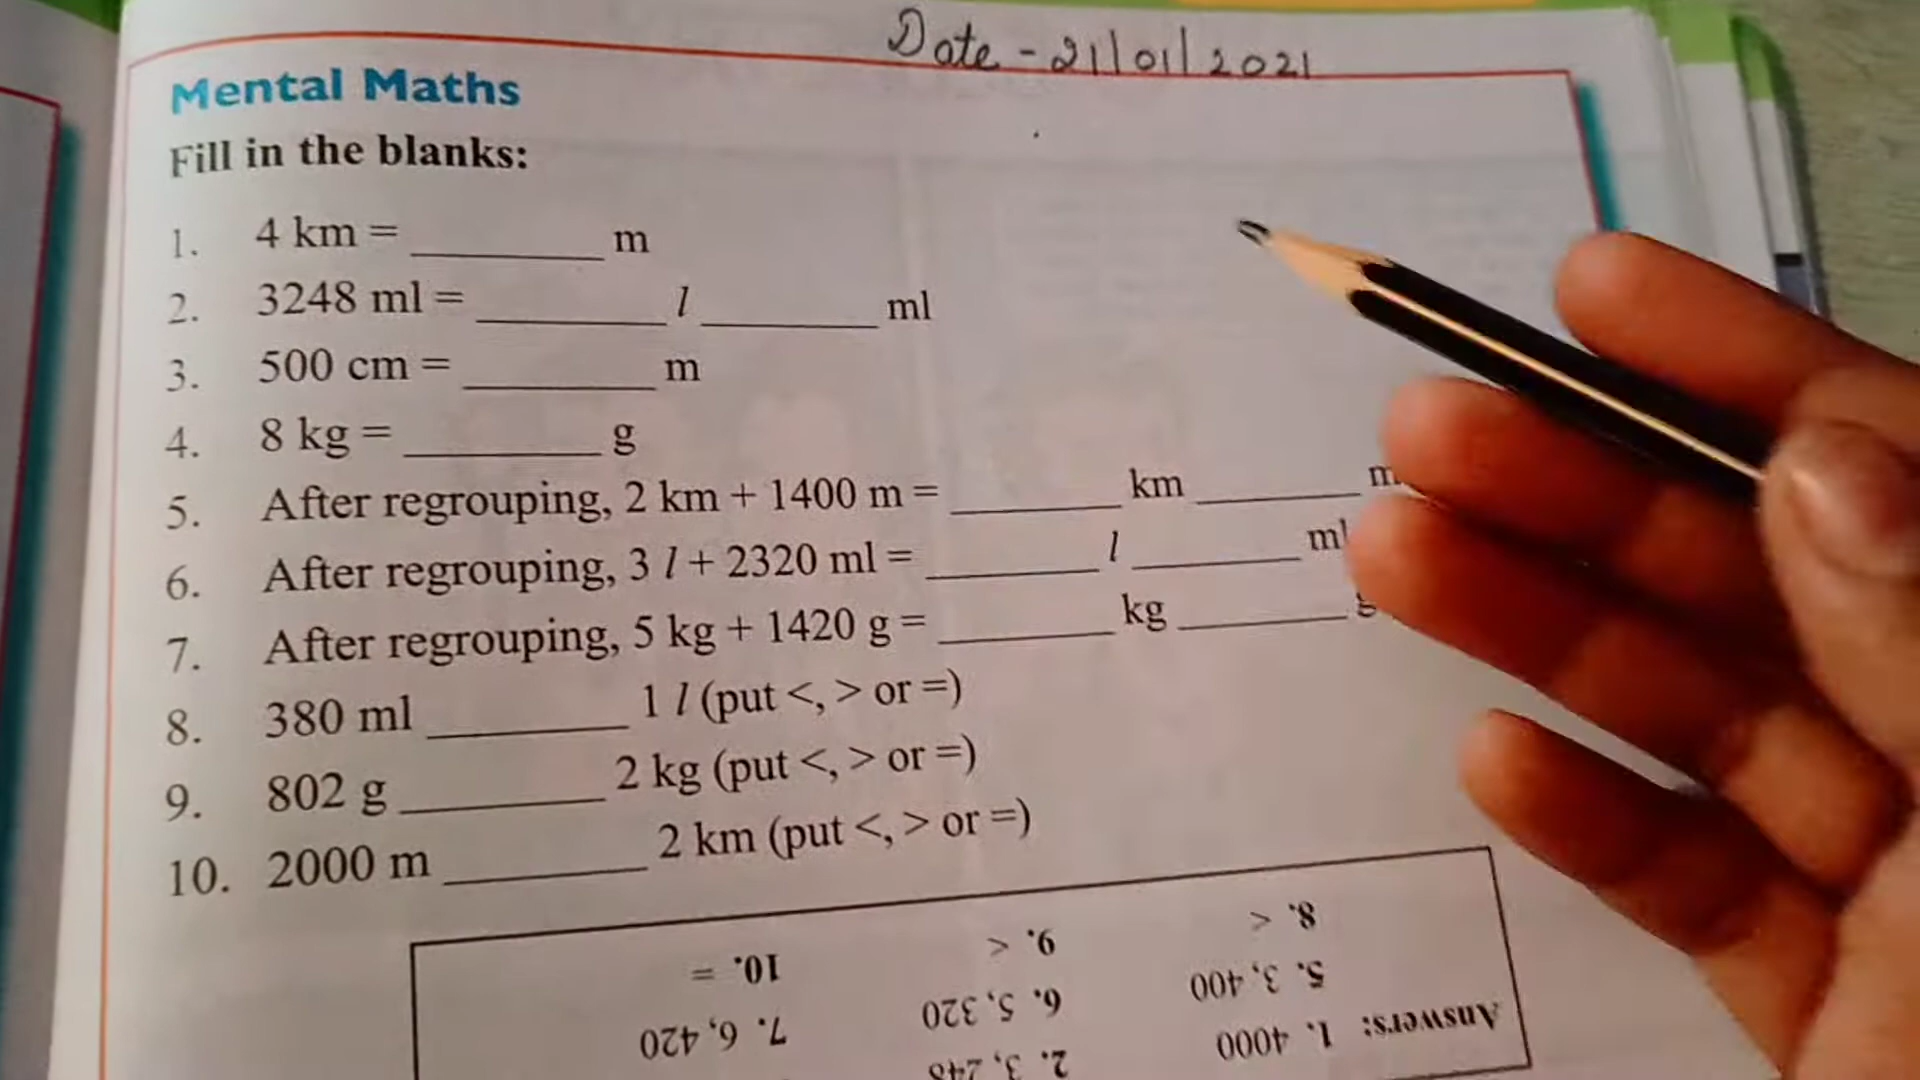 Date - 21/01/2021
Mental Maths
Fill in the blanks:
1. 4 km = ________ m
2. 3248 ml = ________ l ________ ml
3. 500 cm = ________ m
4. 8 kg = ________ g
5. After regrouping, 2 km + 1400 m = ________ km ________ m
6. After regrouping, 3 l + 2320 ml = ________ l ________ ml
7. After regrouping, 5 kg + 1420 g = ________ kg ________ g
8. 380 ml ________ 1 l (put <, > or =)
9. 802 g ________ 2 kg (put <, > or =)
10. 2000 m ________ 2 km (put <, > or =)
Answers: 1. 4000 2. 3, 248
5. 3, 400 6. 5, 320 7. 6, 420
8. < 9. < 10. =